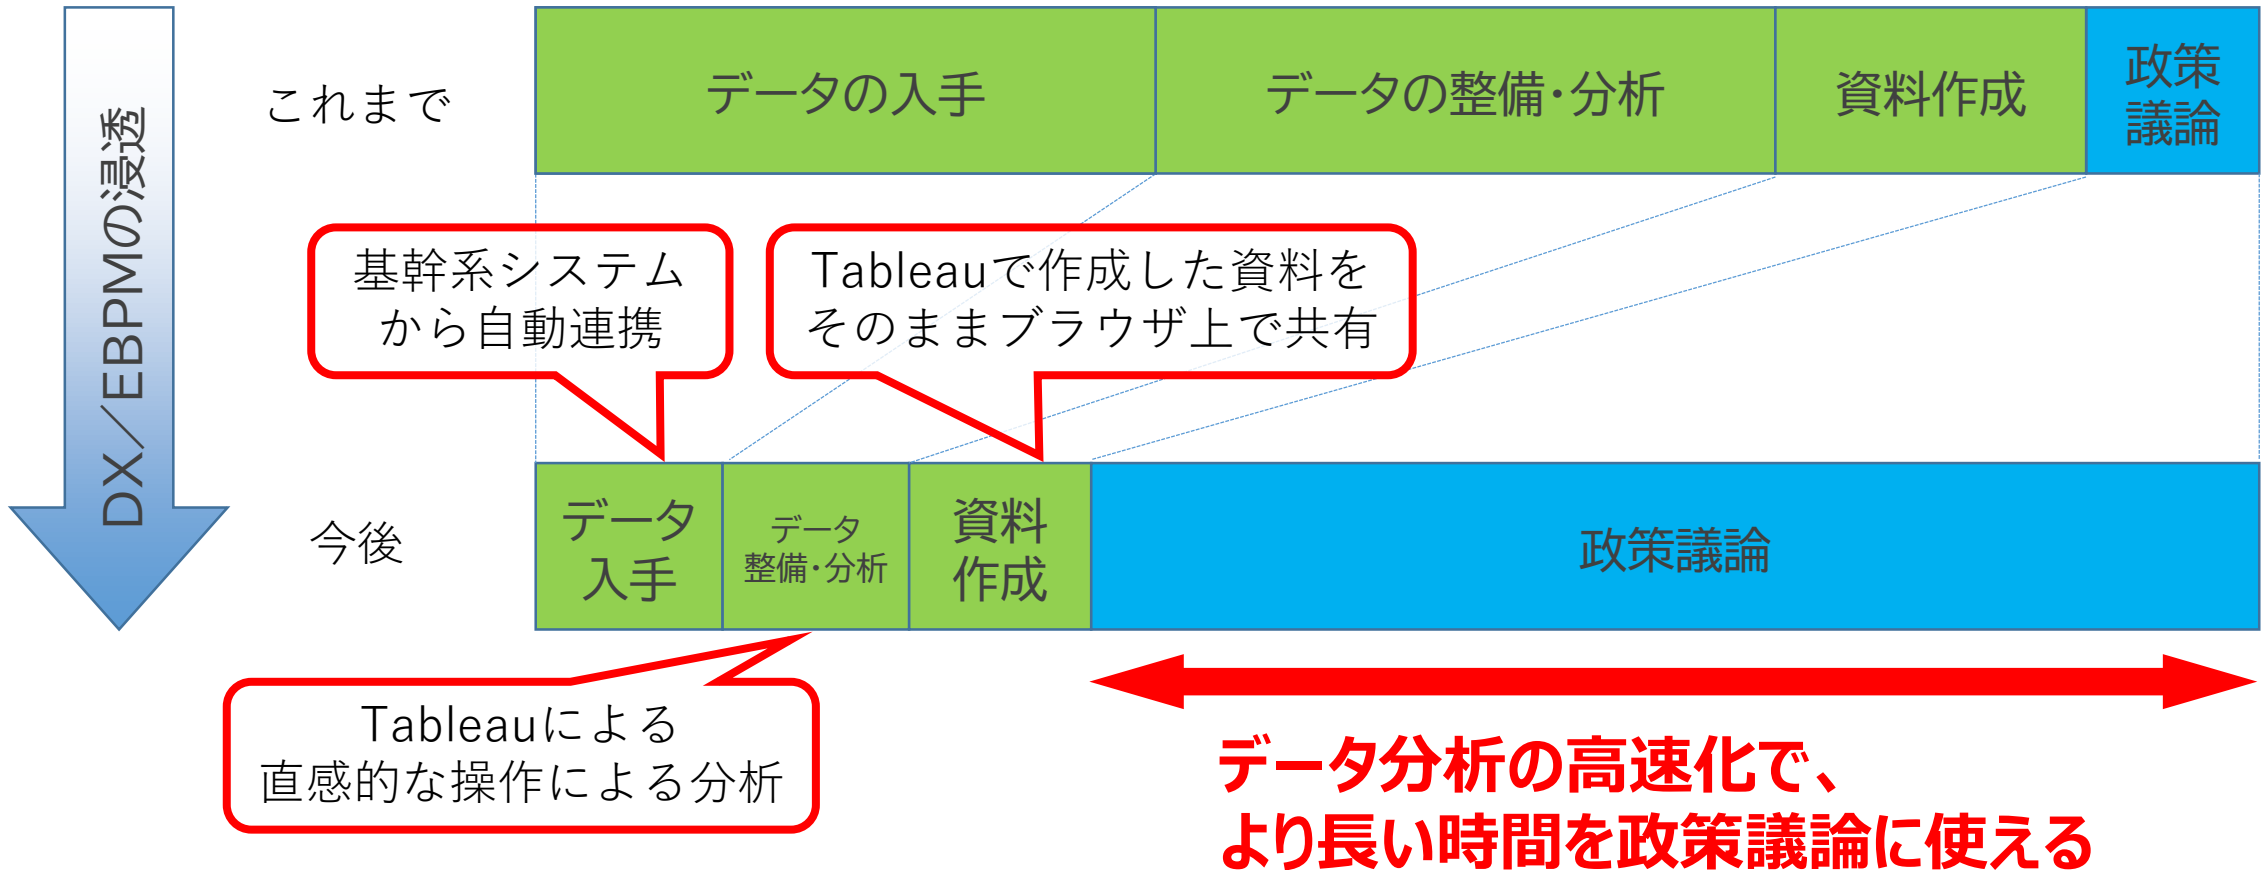 DX／EBPMの浸透
これまで
データの入手
データの整備・分析
資料作成
政策
議論
基幹系システム
から自動連携
Tableauで作成した資料を
そのままブラウザ上で共有
今後
データ
入手
データ
整備・分析
資料
作成
政策議論
Tableauによる
直感的な操作による分析
データ分析の高速化で、
より長い時間を政策議論に使える